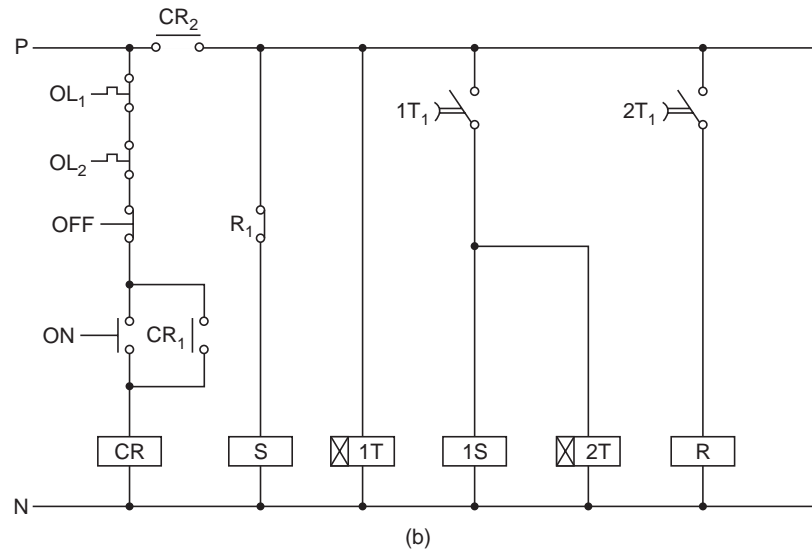 CR₂
P
OL₁
1T₁
2T₁
OL₂
OFF
R₁
ON
CR₁
CR
S
1T
1S
2T
R
N
(b)